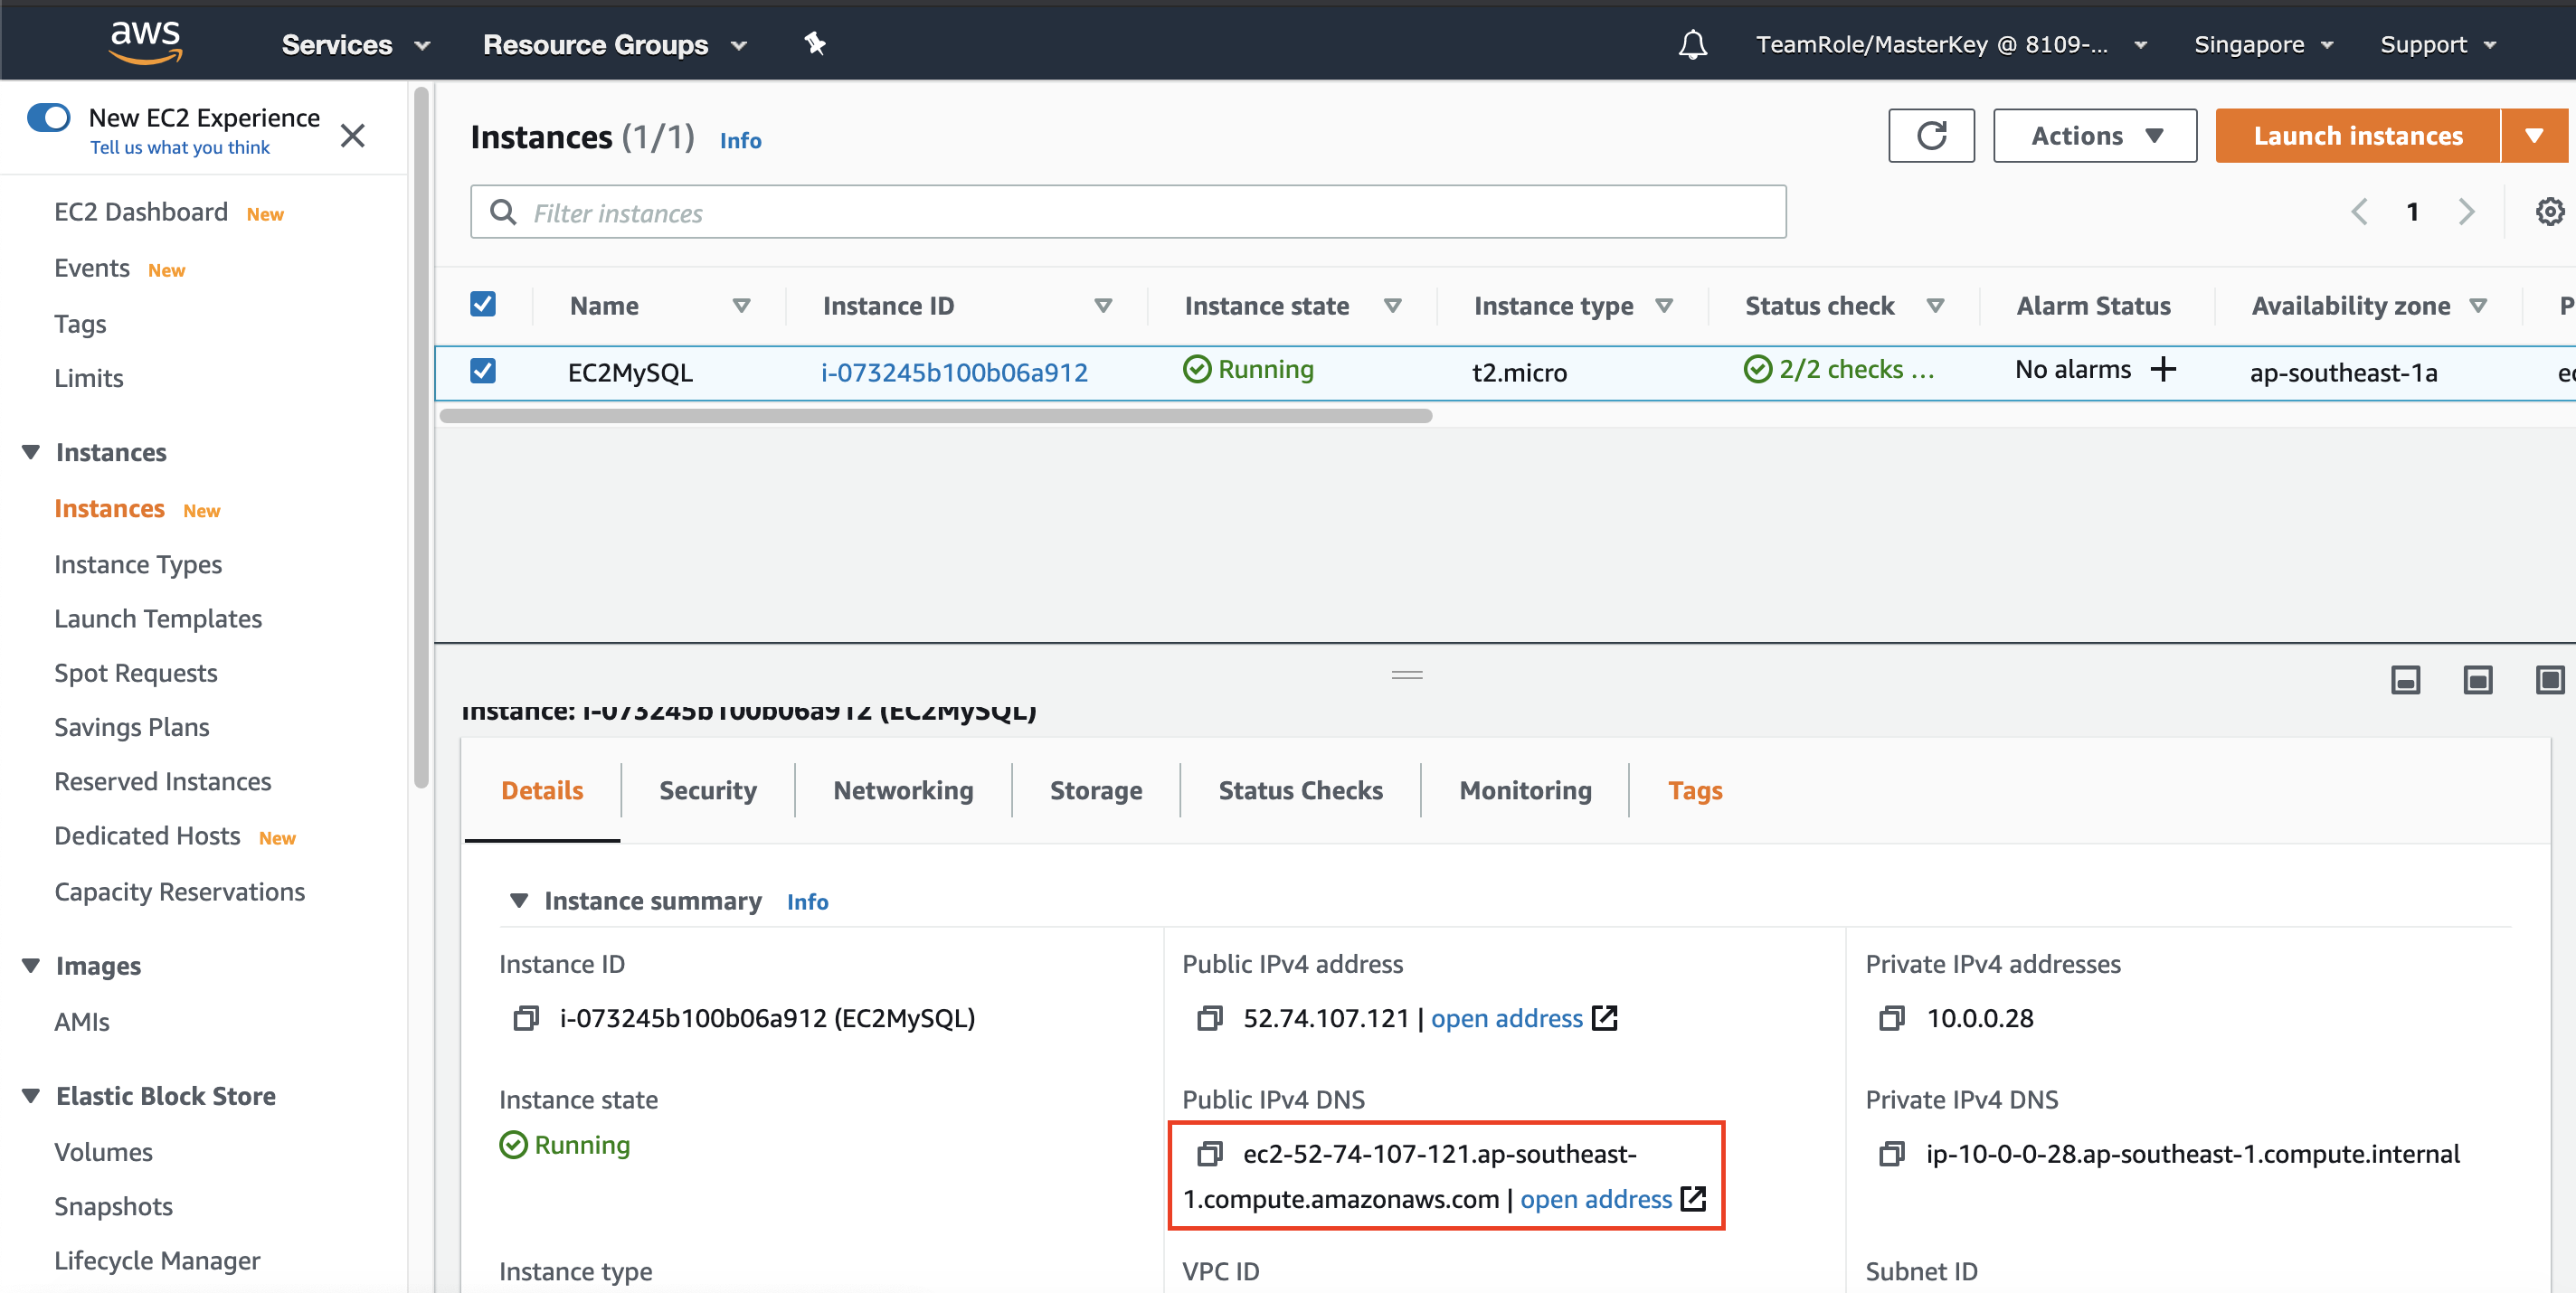 aws
Services
Resource Groups
TeamRole/MasterKey @ 8109-...
Singapore
Support
New EC2 Experience
Tell us what you think
EC2 Dashboard New
Events New
Tags
Limits
Instances
Instances New
Instance Types
Launch Templates
Spot Requests
Savings Plans
Reserved Instances
Dedicated Hosts New
Capacity Reservations
Images
AMIs
Elastic Block Store
Volumes
Snapshots
Lifecycle Manager
Instances (1/1) Info
Actions
Launch instances
Filter instances
1
Name Instance ID Instance state Instance type Status check Alarm Status Availability zone P
EC2MySQL i-073245b100b06a912 Running t2.micro 2/2 checks ... No alarms + ap-southeast-1a ec
Instance: i-073245b100b06a912 (EC2MySQL)
Details Security Networking Storage Status Checks Monitoring Tags
Instance summary Info
Instance ID
i-073245b100b06a912 (EC2MySQL)
Public IPv4 address
52.74.107.121 | open address
Private IPv4 addresses
10.0.0.28
Instance state
Running
Public IPv4 DNS
ec2-52-74-107-121.ap-southeast-
1.compute.amazonaws.com | open address
Private IPv4 DNS
ip-10-0-0-28.ap-southeast-1.compute.internal
Instance type
VPC ID
Subnet ID